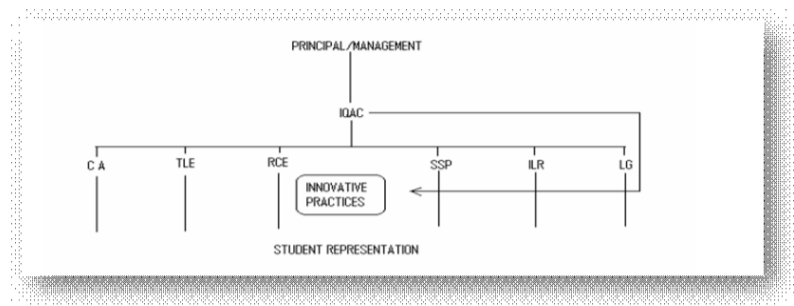 PRINCIPAL/MANAGEMENT
IQAC
C A TLE RCE SSP ILR LG
INNOVATIVE
PRACTICES
STUDENT REPRESENTATION